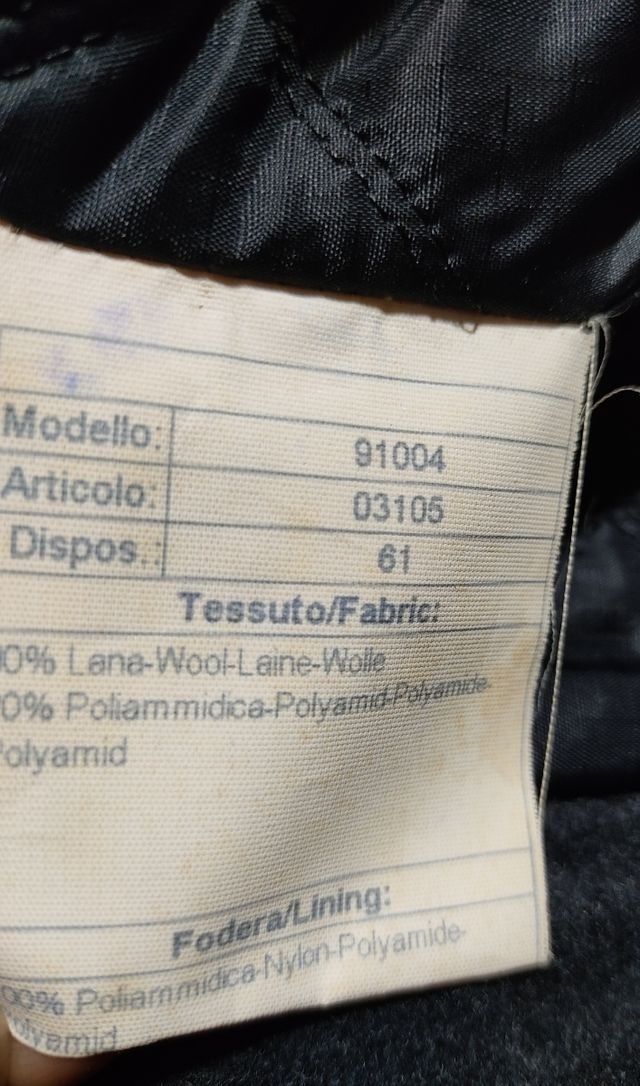 Modello: 91004
Articolo: 03105
Dispos.: 61
Tessuto/Fabric:
0% Lana-Wool-Laine-Wolle
0% Poliammidica-Polyamid-Polyamide-
Polyamid
Fodera/Lining:
00% Poliammidica-Nylon-Polyamide-
olyamid